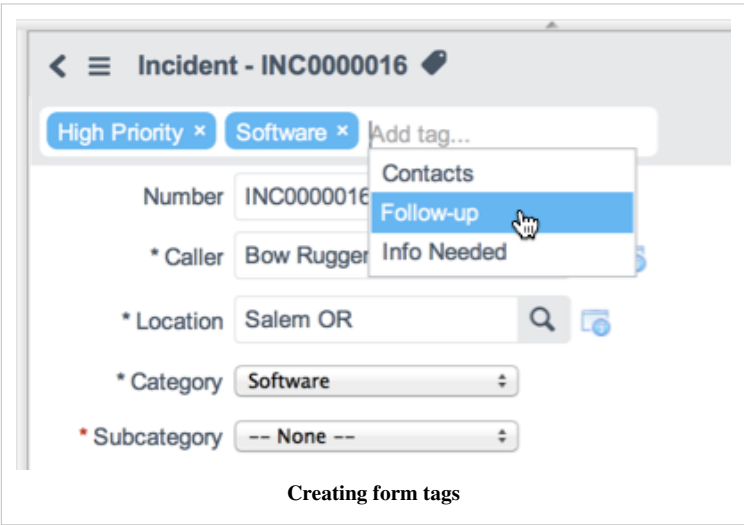 Incident - INC0000016
High Priority × Software × Add tag...
Contacts
Follow-up
Info Needed
Number INC0000016
* Caller Bow Rugger
* Location Salem OR
* Category Software
* Subcategory -- None --
Creating form tags